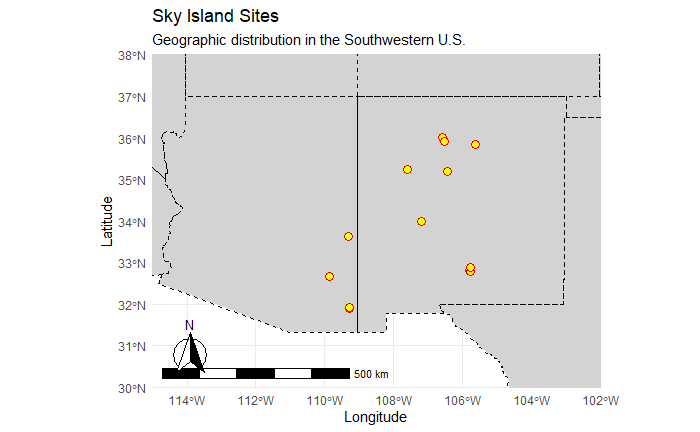 Sky Island Sites
Geographic distribution in the Southwestern U.S.
38°N
37°N
36°N
35°N
34°N
33°N
32°N
31°N
30°N
Latitude
N
500 km
114°W
112°W
110°W
108°W
106°W
104°W
102°W
Longitude